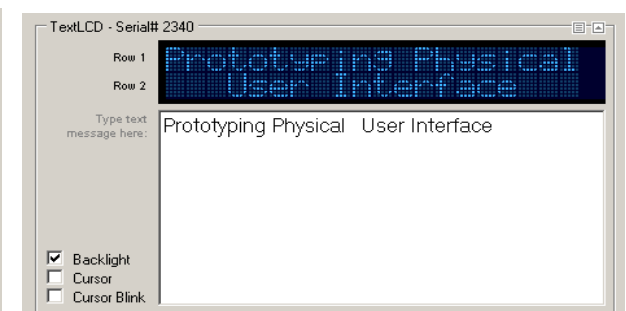 TextLCD - Serial# 2340
Row 1
Prototyping Physical
Row 2
User Interface
Type text
message here:
Prototyping Physical   User Interface
Backlight
Cursor
Cursor Blink